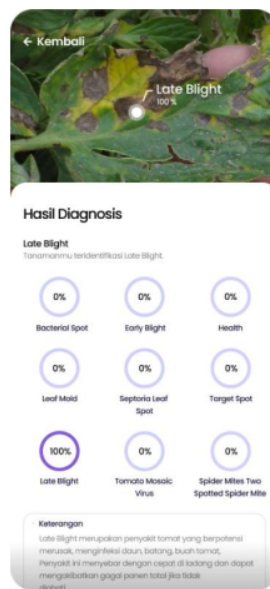 ← Kembali
Late Blight
100%
Hasil Diagnosis
Late Blight
Tanamanmu teridentifikasi Late Blight.
0%
0%
0%
Bacterial Spot
Early Blight
Health
0%
0%
0%
Leaf Mold
Septoria Leaf
Spot
Target Spot
100%
0%
0%
Late Blight
Tomato Mosaic
Virus
Spider Mites Two
Spotted Spider Mite
Keterangan
Late Blight merupakan penyakit tomat yang berpotensi
merusak, menginfeksi daun, batang, buah tomat,
Penyakit ini menyebar dengan cepat di ladang dan dapat
mengakibatkan gagal panen total jika tidak
diobati